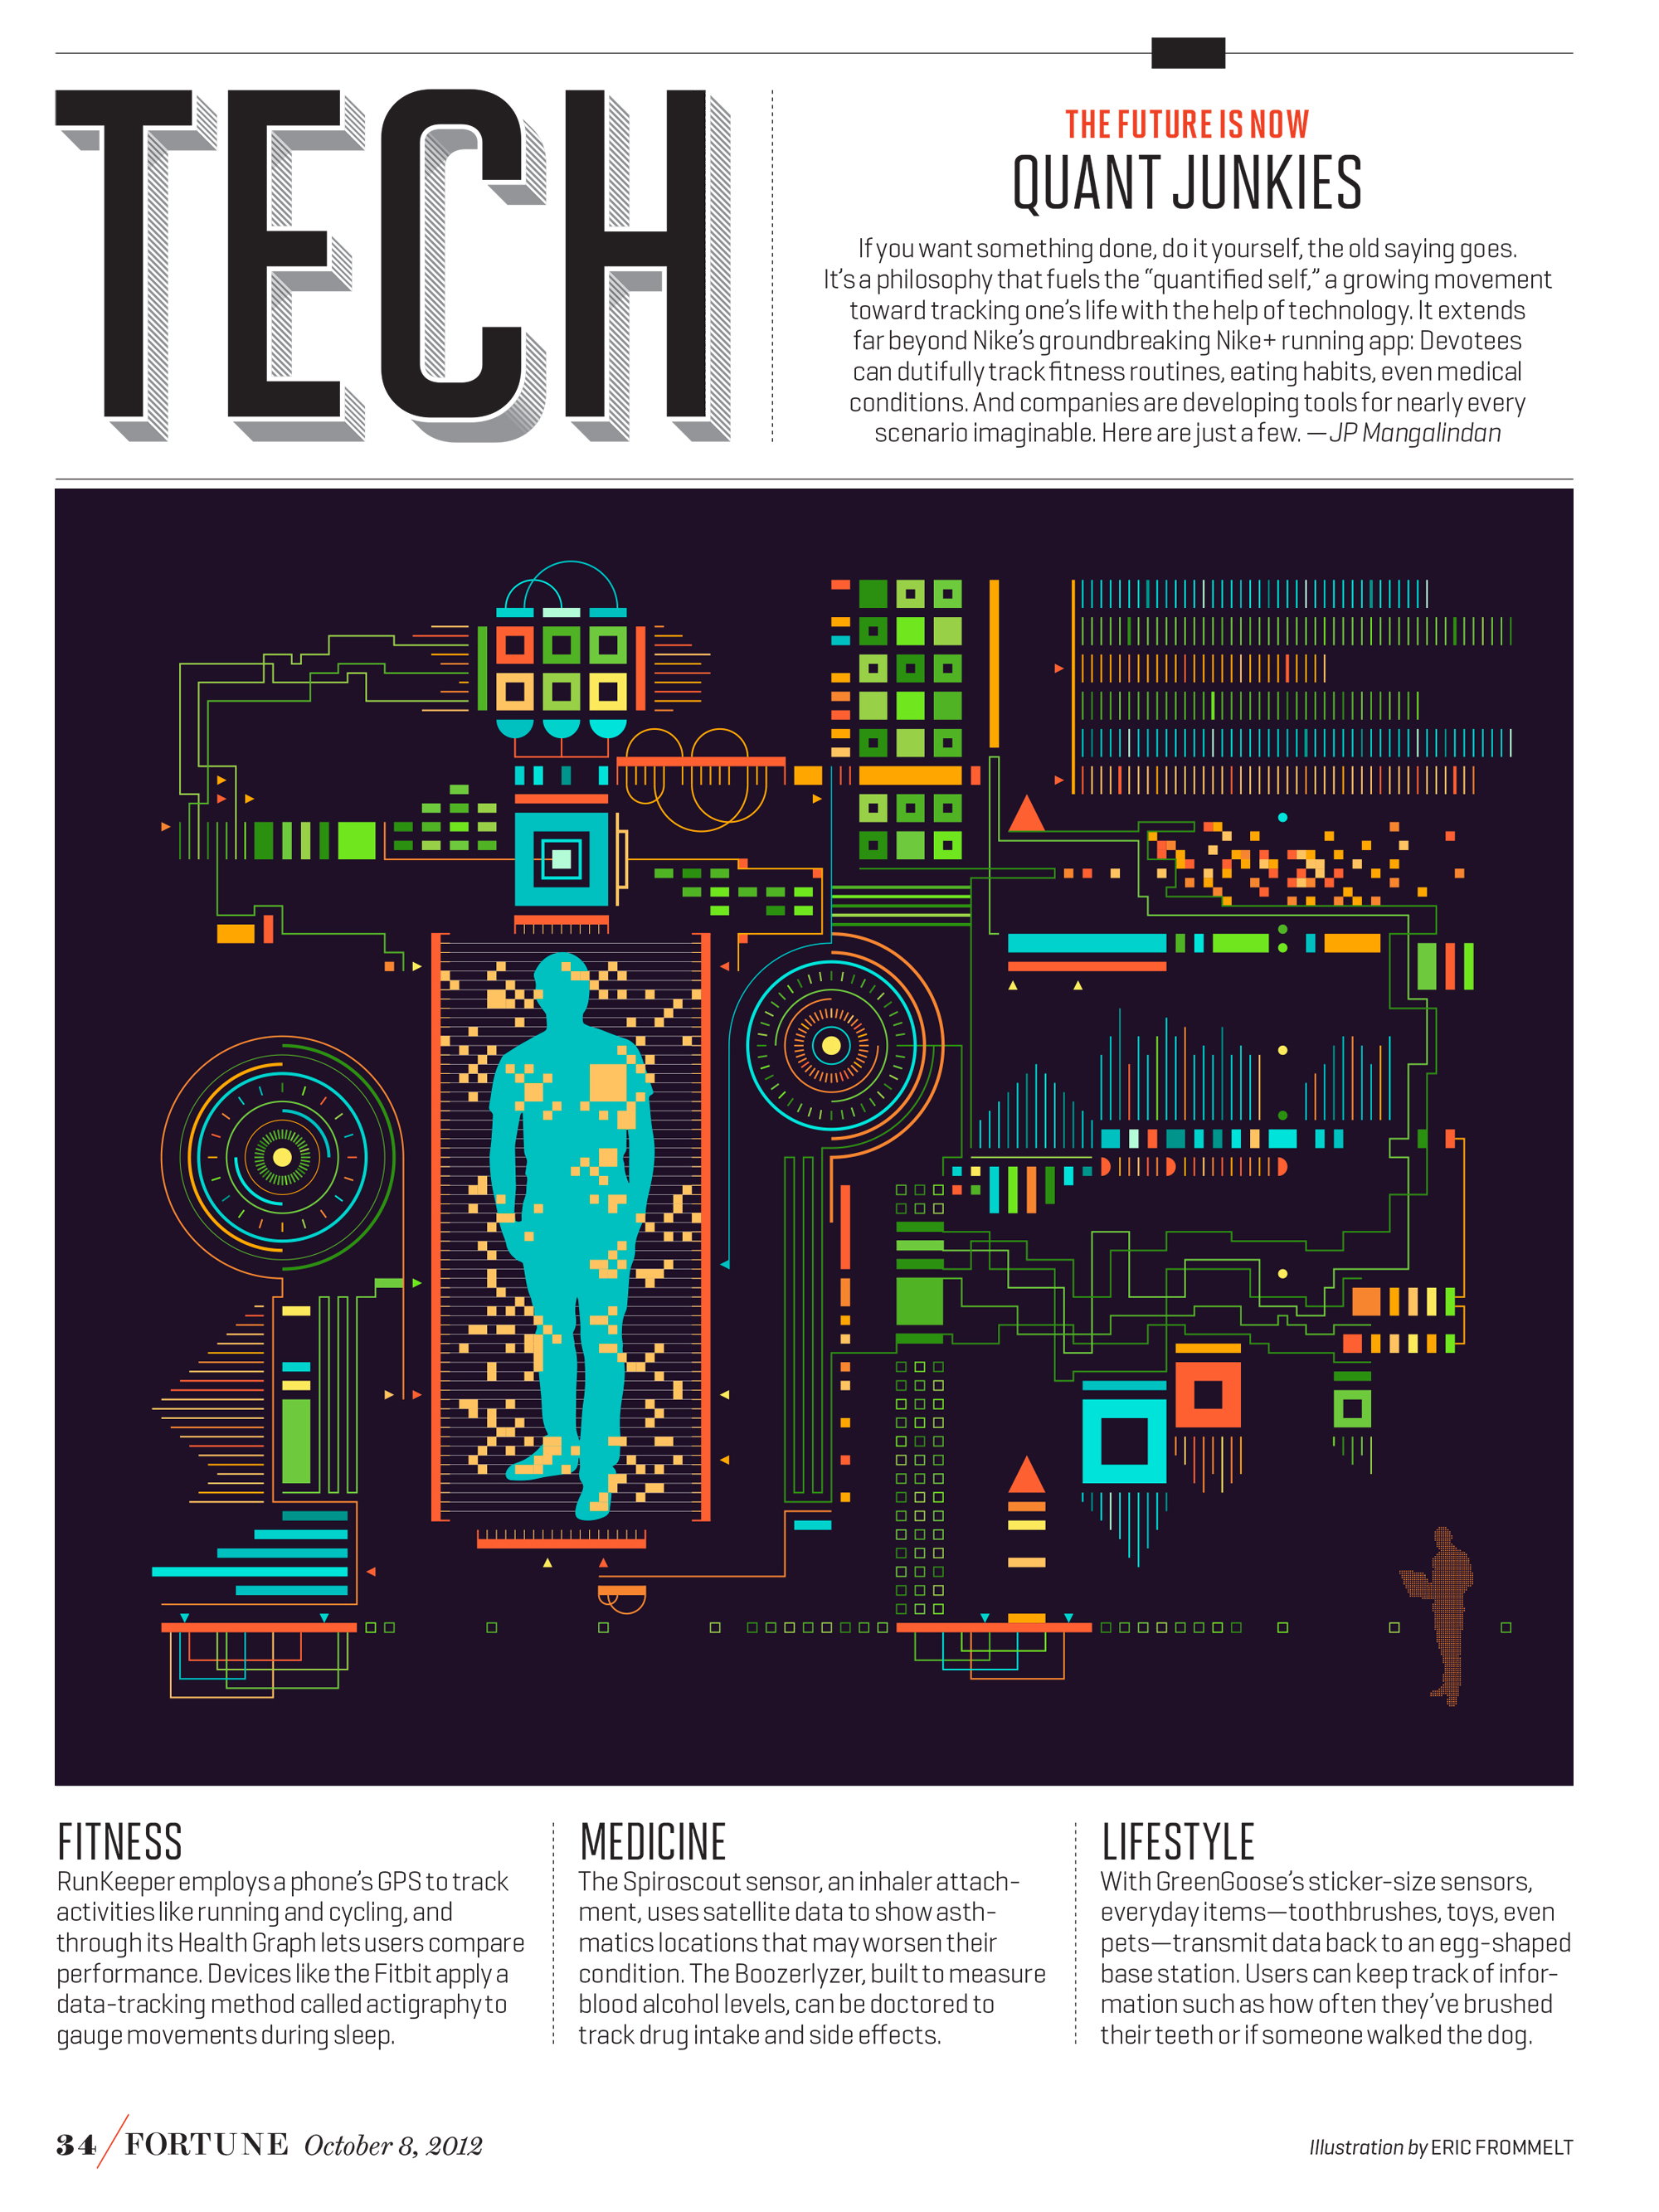 TECH
THE FUTURE IS NOW
QUANT JUNKIES
If you want something done, do it yourself, the old saying goes.
It’s a philosophy that fuels the “quantified self,” a growing movement
toward tracking one’s life with the help of technology. It extends
far beyond Nike’s groundbreaking Nike+ running app: Devotees
can dutifully track fitness routines, eating habits, even medical
conditions. And companies are developing tools for nearly every
scenario imaginable. Here are just a few. —JP Mangalindan
FITNESS
RunKeeper employs a phone’s GPS to track
activities like running and cycling, and
through its Health Graph lets users compare
performance. Devices like the Fitbit apply a
data-tracking method called actigraphy to
gauge movements during sleep.
MEDICINE
The Spiroscout sensor, an inhaler attach-
ment, uses satellite data to show asth-
matics locations that may worsen their
condition. The Boozerlyzer, built to measure
blood alcohol levels, can be doctored to
track drug intake and side effects.
LIFESTYLE
With GreenGoose’s sticker-size sensors,
everyday items—toothbrushes, toys, even
pets—transmit data back to an egg-shaped
base station. Users can keep track of infor-
mation such as how often they’ve brushed
their teeth or if someone walked the dog.
34 / FORTUNE October 8, 2012
Illustration by ERIC FROMMELT